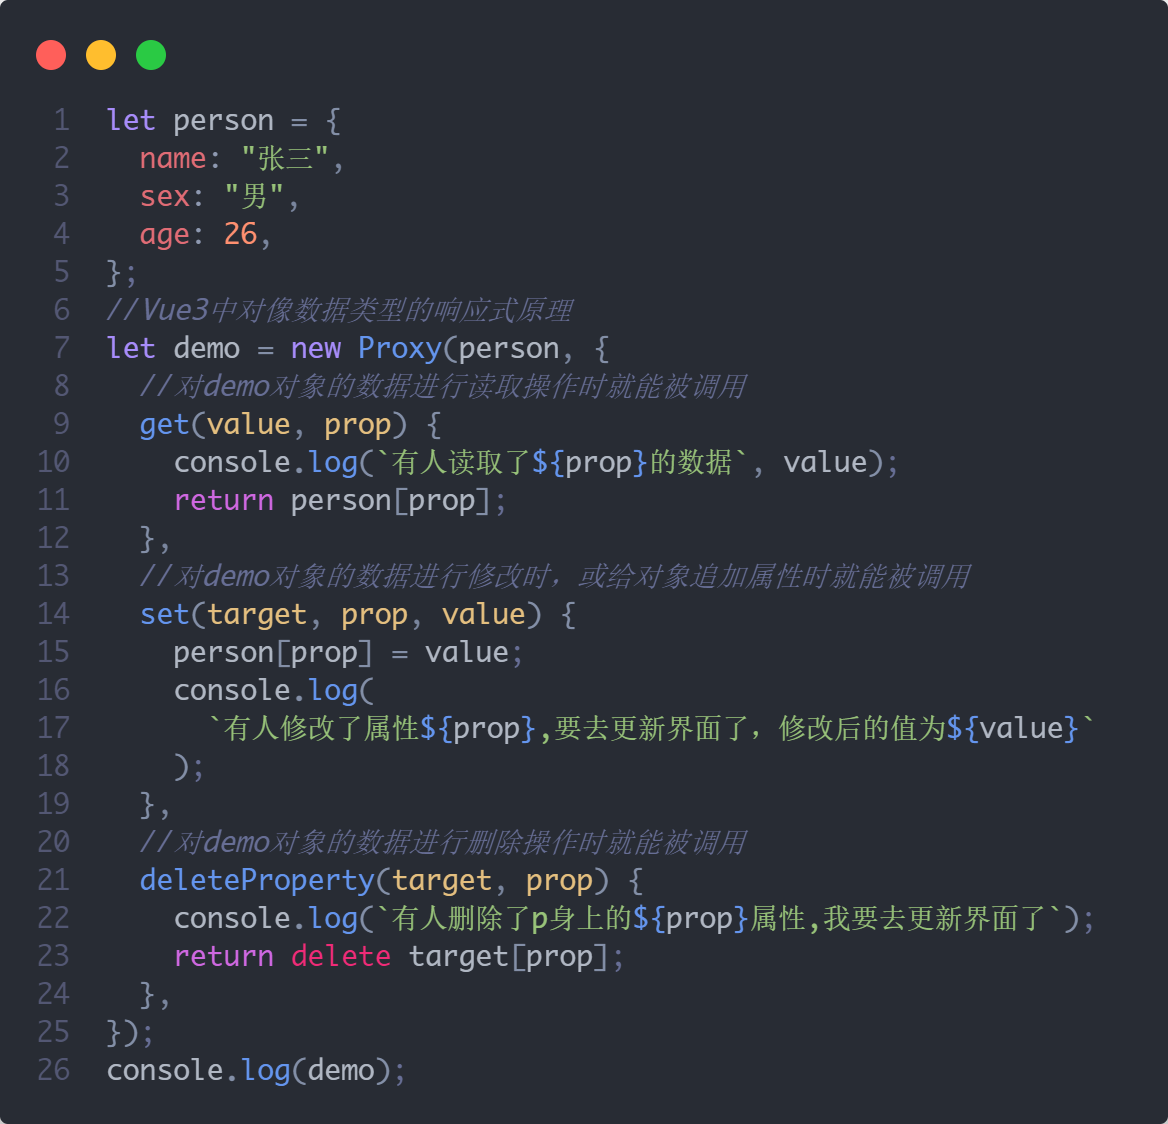 1 let person = {
2   name: "张三",
3   sex: "男",
4   age: 26,
5 };
6 //Vue3中对像数据类型的响应式原理
7 let demo = new Proxy(person, {
8   //对demo对象的数据进行读取操作时就能被调用
9   get(value, prop) {
10     console.log(`有人读取了${prop}的数据`, value);
11     return person[prop];
12   },
13   //对demo对象的数据进行修改时，或给对象追加属性时就能被调用
14   set(target, prop, value) {
15     person[prop] = value;
16     console.log(
17       `有人修改了属性${prop},要去更新界面了，修改后的值为${value}`
18     );
19   },
20   //对demo对象的数据进行删除操作时就能被调用
21   deleteProperty(target, prop) {
22     console.log(`有人删除了p身上的${prop}属性,我要去更新界面了`);
23     return delete target[prop];
24   },
25 });
26 console.log(demo);